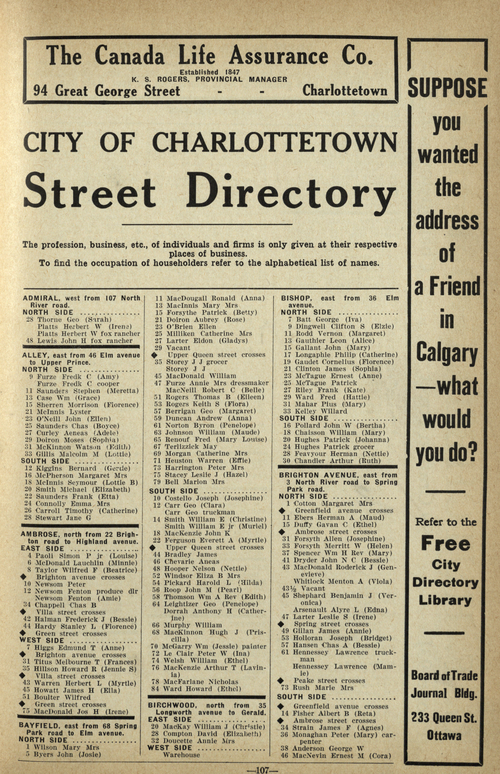 The Canada Life Assurance Co.
Established 1847
K. S. ROGERS, PROVINCIAL MANAGER
94 Great George Street - - Charlottetown
CITY OF CHARLOTTETOWN
Street Directory
The profession, business, etc., of individuals and firms is only given at their respective
places of business.
To find the occupation of householders refer to the alphabetical list of names.
ADMIRAL, west from 107 North
River road.
NORTH SIDE
28 Thorne Geo (Sarah)
Platts Herbert W (Irene)
Platts Herbert W fox rancher
48 Lewis John H fox rancher
ALLEY, east from 46 Elm avenue
to Upper Prince.
NORTH SIDE
9 Furze Fredk C (Amy)
Furze Fredk C cooper
11 Saunders Stephen (Meretta)
13 Case Wm (Grace)
15 Sherren Morrison (Florence)
21 McInnis Lyster
23 O'Neill John (Ellen)
25 Saunders Chas (Boyce)
27 Curley Aeneas (Adele)
29 Doiron Moses (Sophia)
31 McKinnon Watson (Edith)
33 Gillis Malcolm M (Lottie)
SOUTH SIDE
12 Kiggins Bernard (Gertie)
16 McPherson Margaret Mrs
18 McInnis Seymour (Lottie B)
20 Smith Michael (Elizabeth)
22 Saunders Frank (Etta)
24 Connolly Emma Mrs
26 Carroll Timothy (Catherine)
28 Stewart Jane G
AMBROSE, north from 22 Brigh-
ton road to Highland avenue.
EAST SIDE
4 Paoli Simon P jr (Louise)
6 McDonald Lauchlin (Minnie)
8 Taylor Wilfred F (Beatrice)
◆ Brighton avenue crosses
10 Newsom Peter
12 Newsom Fenton produce dlr
Newsom Fenton (Amie)
34 Chappell Chas B
◆ Villa street crosses
42 Halman Frederick J (Bessie)
44 Hardy Stanley L (Florence)
◆ Green street crosses
WEST SIDE
7 Higgs Edmund T (Anne)
◆ Brighton avenue crosses
31 Titus Melbourne T (Frances)
35 Hillson Howard R (Jennie S)
◆ Villa street crosses
43 Warren Herbert L (Myrtle)
45 Howatt James H (Ella)
51 Boulter Wilfred
◆ Green street crosses
75 MacDonald Jos H (Irene)
BAYFIELD, east from 68 Spring
Park road to Elm avenue.
NORTH SIDE
1 Wilson Mary Mrs
5 Byers John (Josie)
11 MacDougall Ronald (Anna)
13 MacInnis Mary Mrs
15 Forsythe Patrick (Betty)
21 Doiron Aubrey (Rose)
23 O'Brien Ellen
25 Milliken Catherine Mrs
27 Larter Eldon (Gladys)
29 Vacant
◆ Upper Queen street crosses
35 Storey J J grocer
Storey J J
45 MacDonald William
47 Furze Annie Mrs dressmaker
MacNeill Robert C (Belle)
51 Rogers Thomas B (Eileen)
53 Rogers Keith S (Flora)
57 Berrigan Geo (Margaret)
59 Duncan Andrew (Anna)
61 Norton Byron (Penelope)
63 Johnson William (Maude)
65 Renouf Fred (Mary Louise)
67 Terlizzick May
69 Morgan Catherine Mrs
71 Heuston Warren (Effie)
73 Harrington Peter Mrs
75 Stacey Leslie J (Hazel)
79 Bell Marion Mrs
SOUTH SIDE
10 Costello Joseph (Josephine)
12 Carr Geo (Clara)
Carr Geo truckman
14 Smith William E (Christine)
Smith William E jr (Muriel)
18 MacKenzie John K
22 Ferguson Everett A (Myrtle)
◆ Upper Queen street crosses
44 Bradley James
46 Chevarie Aneas
48 Hooper Nelson (Nettie)
52 Windsor Eliza B Mrs
54 Pickard Harold L (Hilda)
56 Roop John M (Pearl)
58 Thomson Wm A Rev (Edith)
64 Leightizer Geo (Penelope)
Dorrah Anthony H (Cather-
ine)
66 Murphy William
68 MacKinnon Hugh J (Pris-
cilla)
70 McGarry Wm (Jessie) painter
72 Le Clair Peter W (Ina)
74 Welsh William (Ethel)
76 MacKenzie Arthur T (Lavin-
ia)
78 MacFarlane Nicholas
84 Ward Howard (Ethel)
BIRCHWOOD, north from 35
Longworth avenue to Gerald.
EAST SIDE
20 MacKay William J (Christie)
28 Compton David (Elizabeth)
32 Doucette Annie Mrs
WEST SIDE
Warehouse
BISHOP, east from 36 Elm
avenue.
NORTH SIDE
7 Batt George (Iva)
9 Dingwell Clifton S (Elzie)
11 Rodd Vernon (Margaret)
13 Gauthier Leon (Alice)
15 Gallant John (Mary)
17 Longaphie Philip (Catherine)
19 Gaudet Cornelius (Florence)
21 Clinton James (Sophia)
23 McTague Ernest (Anne)
25 McTague Patrick
27 Riley Frank (Kate)
29 Ward Fred (Hattie)
31 Mahar Pius (Mary)
33 Kelley Willard
SOUTH SIDE
16 Pollard John W (Bertha)
18 Chaisson William (Mary)
20 Hughes Patrick (Johanna)
24 Hughes Patrick grocer
28 Feavyour Herman (Nettie)
30 Chandler Arthur (Ruth)
BRIGHTON AVENUE, east from
3 North River road to Spring
Park road.
NORTH SIDE
1 Cotton Margaret Mrs
◆ Greenfield avenue crosses
11 Ebers Herman A (Maud)
15 Duffy Gavan C (Ethel)
◆ Ambrose street crosses
31 Forsyth Allen (Josephine)
33 Forsyth Merritt W (Helen)
37 Spencer Wm H Rev (Mary)
41 Dryder John N C (Bessie)
43 MacDonald Roderick J (Gen-
evieve)
Whitlock Menton A (Viola)
43½ Vacant
45 Shephard Benjamin J (Ver-
onica)
Arsenault Alyre L (Edna)
47 Larter Leslie S (Irene)
◆ Spring street crosses
49 Gillan James (Annie)
53 Holloran Joseph (Bridget)
57 Hansen Chas A (Bessie)
61 Hennessey Lawrence truck-
man
Hennessey Lawrence (Mam-
ie)
◆ Peake street crosses
73 Rush Marie Mrs
SOUTH SIDE
◆ Greenfield avenue crosses
14 Fisher Albert B (Reta)
◆ Ambrose street crosses
34 Strain James F (Agnes)
36 Monaghan Peter (Mary) car-
penter
38 Anderson George W
46 MacNevin Ernest M (Cora)
SUPPOSE
you
wanted
the
address
of
a Friend
in
Calgary
—what
would
you do?
Refer to the
Free
City
Directory
Library
Board of Trade
Journal Bldg.
233 Queen St.
Ottawa
—107—